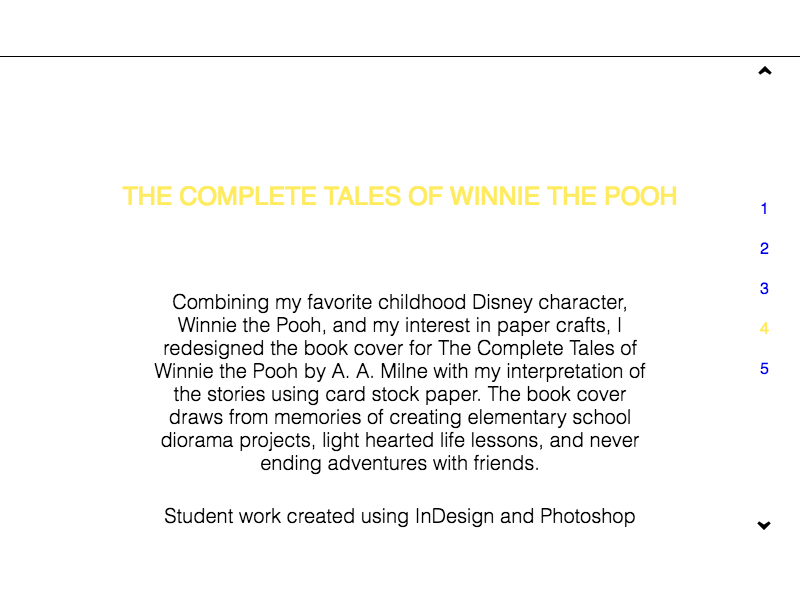 THE COMPLETE TALES OF WINNIE THE POOH
Combining my favorite childhood Disney character,
Winnie the Pooh, and my interest in paper crafts, I
redesigned the book cover for The Complete Tales of
Winnie the Pooh by A. A. Milne with my interpretation of
the stories using card stock paper. The book cover
draws from memories of creating elementary school
diorama projects, light hearted life lessons, and never
ending adventures with friends.
Student work created using InDesign and Photoshop
1
2
3
4
5